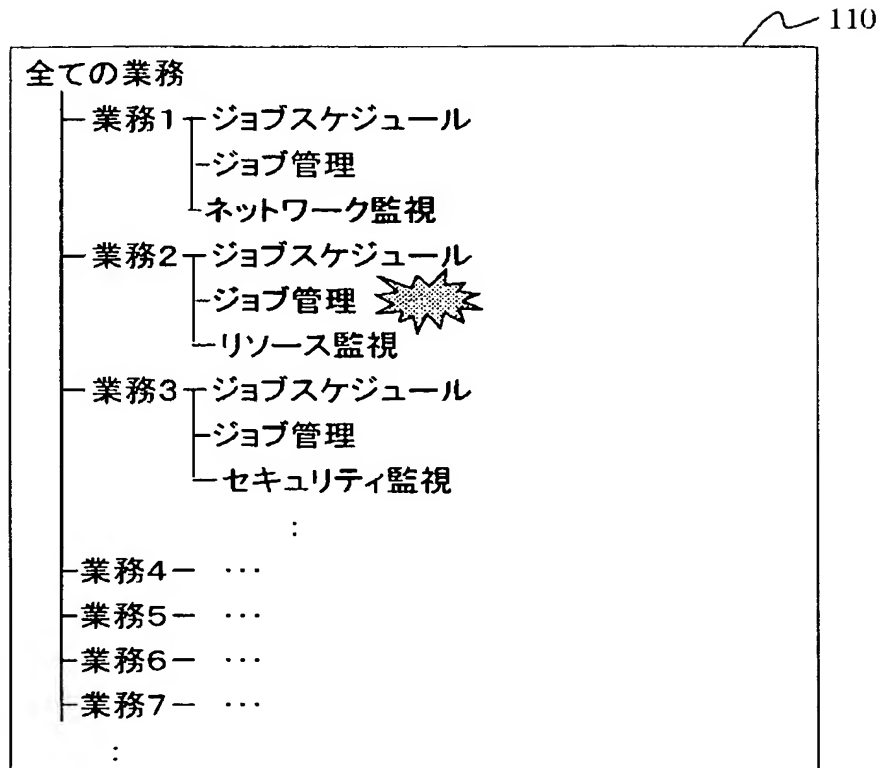 110
全ての業務
業務1 ジョブスケジュール
ジョブ管理
ネットワーク監視
業務2 ジョブスケジュール
ジョブ管理
リソース監視
業務3 ジョブスケジュール
ジョブ管理
セキュリティ監視
:
業務4 …
業務5 …
業務6 …
業務7 …
: